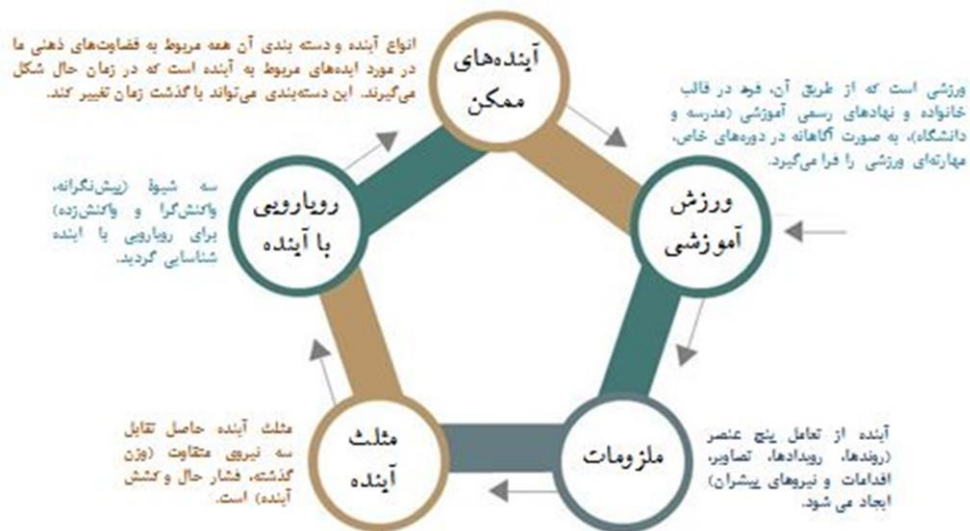 آینده‌های
ممکن
انواع آینده و دسته بندی آن همه مربوط به قضاوت‌های ذهنی ما
در مورد ایده‌های مربوط به آینده است که در زمان حال شکل
می‌گیرند. این دسته‌بندی می‌تواند با گذشت زمان تغییر کند.
ورزش
آموزشی
ورزشی است که از طریق آن، فرد در قالب
خانواده و نهادهای رسمی آموزشی (مدرسه و
دانشگاه)، به صورت آگاهانه در دوره‌های خاص،
مهارته‌ای ورزشی را فرا می‌گیرد.
ملزومات
آینده از تعامل پنج عنصر
(روندها، رویدادها، تصاویر،
اقدامات و نیروهای پیشران)
ایجاد می شود.
مثلث
آینده
مثلث آینده حاصل تقابل
سه نیروی متفاوت (وزن
گذشته، فشار حال و کشش
آینده) است.
رویارویی
با آینده
سه شیوهٔ (پیش‌نگرانه،
واکنش‌گرا و واکنش‌زده)
برای رویارویی با آینده
شناسایی گردید.